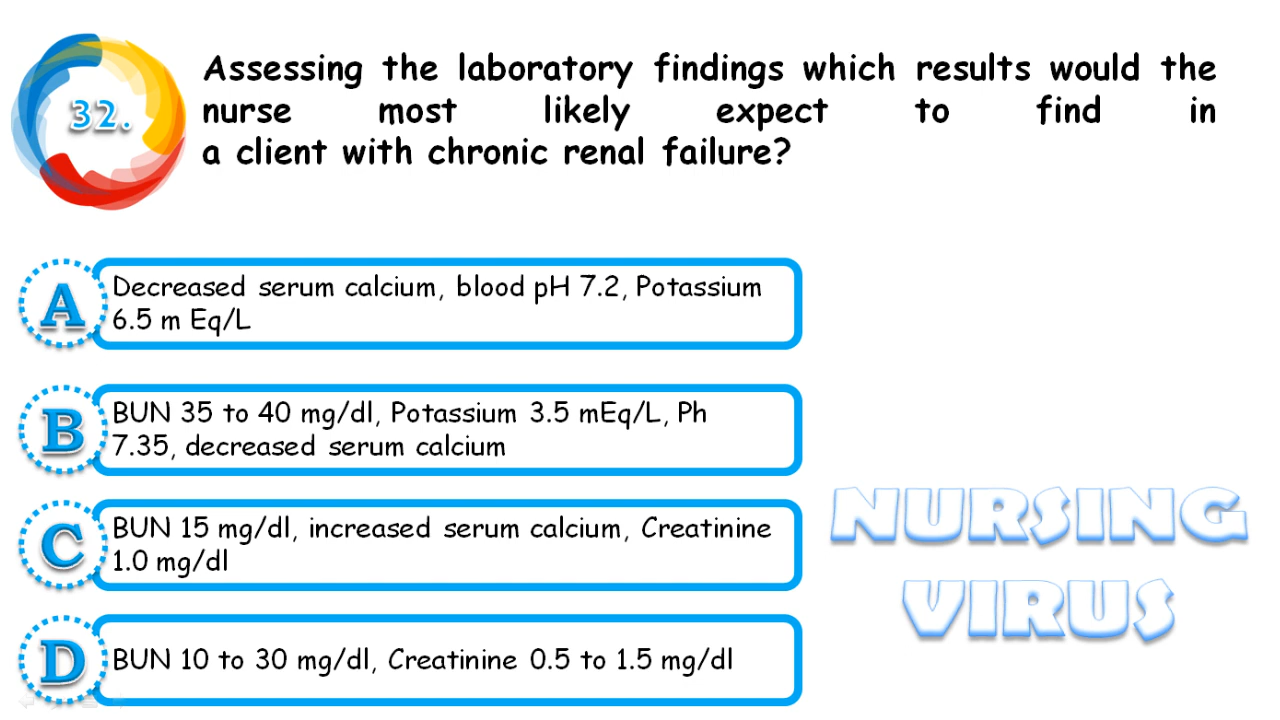 32.
Assessing the laboratory findings which results would the
nurse most likely expect to find in
a client with chronic renal failure?
A
Decreased serum calcium, blood pH 7.2, Potassium
6.5 m Eq/L
B
BUN 35 to 40 mg/dl, Potassium 3.5 mEq/L, Ph
7.35, decreased serum calcium
C
BUN 15 mg/dl, increased serum calcium, Creatinine
1.0 mg/dl
D
BUN 10 to 30 mg/dl, Creatinine 0.5 to 1.5 mg/dl
NURSING
VIRUS